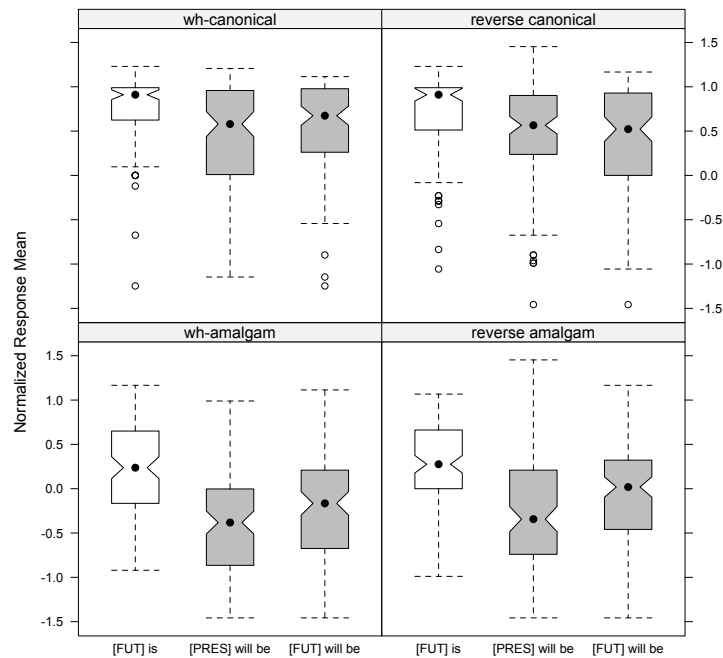 wh-canonical
reverse canonical
1.5
1.0
0.5
0.0
-0.5
-1.0
-1.5
Normalized Response Mean
wh-amalgam
reverse amalgam
1.5
1.0
0.5
0.0
-0.5
-1.0
-1.5
[FUT] is [PRES] will be [FUT] will be [FUT] is [PRES] will be [FUT] will be